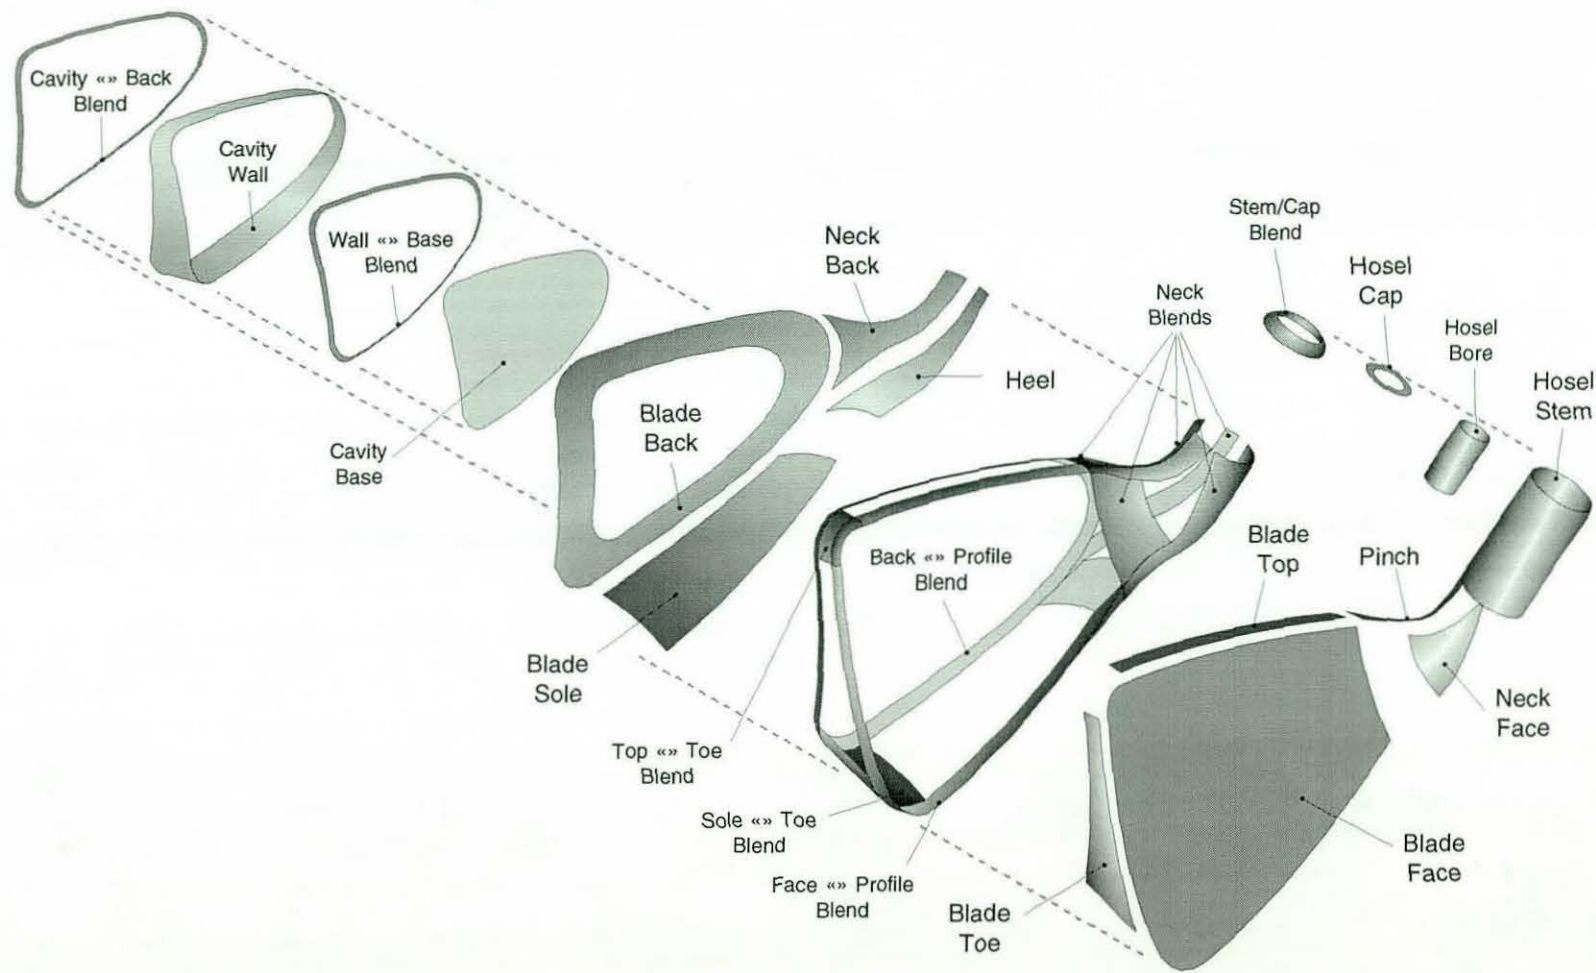 Cavity «» Back
Blend
Cavity
Wall
Wall «» Base
Blend
Cavity
Base
Neck
Back
Heel
Blade
Back
Blade
Sole
Stem/Cap
Blend
Hosel
Cap
Neck
Blends
Hosel
Bore
Hosel
Stem
Back «» Profile
Blend
Blade
Top
Pinch
Neck
Face
Top «» Toe
Blend
Sole «» Toe
Blend
Face «» Profile
Blend
Blade
Toe
Blade
Face